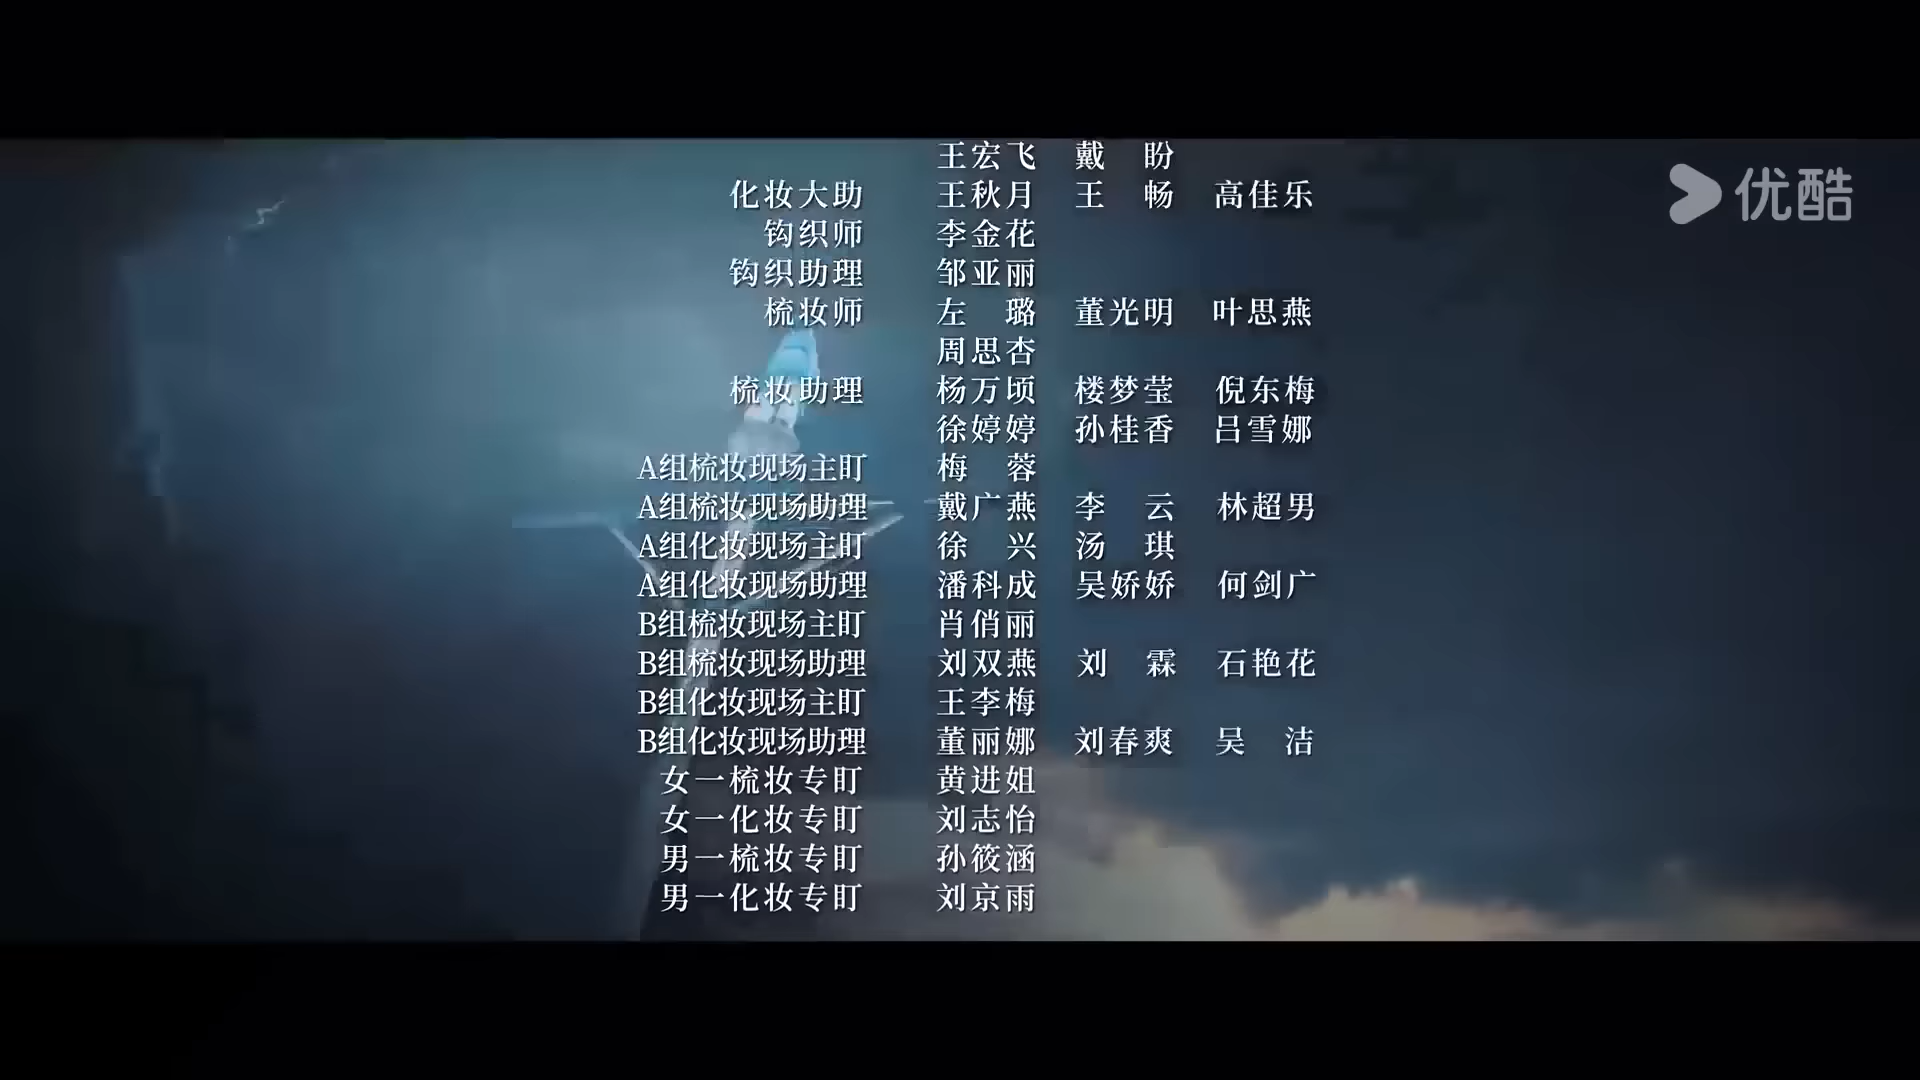 王宏飞 戴 盼
化妆大助 王秋月 王 畅 高佳乐
优酷
钩织师 李金花
钩织助理 邹亚丽
梳妆师 左 璐 董光明 叶思燕
周思杏
梳妆助理 杨万顷 楼梦莹 倪东梅
徐婷婷 孙桂香 吕雪娜
A组梳妆现场主盯 梅 蓉
A组梳妆现场助理 戴广燕 李 云 林超男
A组化妆现场主盯 徐 兴 汤 琪
A组化妆现场助理 潘科成 吴娇娇 何剑广
B组梳妆现场主盯 肖俏丽
B组梳妆现场助理 刘双燕 刘 霖 石艳花
B组化妆现场主盯 王李梅
B组化妆现场助理 董丽娜 刘春爽 吴 洁
女一梳妆专盯 黄进姐
女一化妆专盯 刘志怡
男一梳妆专盯 孙筱涵
男一化妆专盯 刘京雨